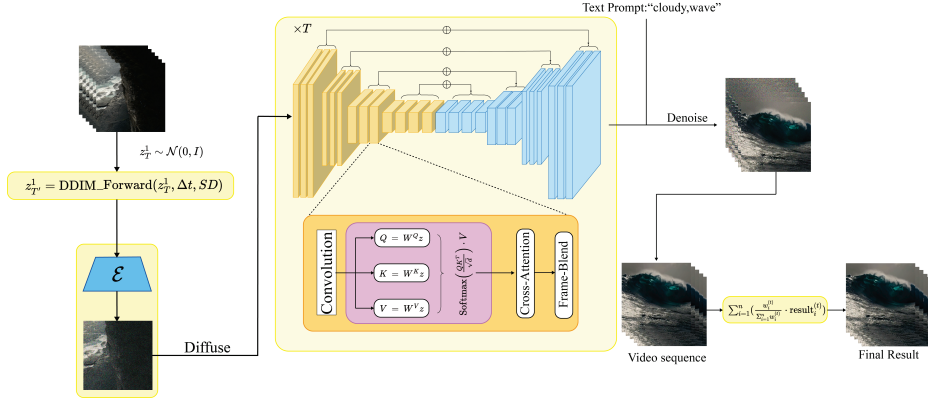 Text Prompt:“cloudy,wave”
×T
⊕
⊕
⊕
⊕
z_T^1 ∼ 𝒩(0, I)
z_{T'}^1 = DDIM_Forward(z_T^1, Δt, SD)
ℰ
Diffuse
Convolution
Q = W^Q z
K = W^K z
V = W^V z
Softmax(QK^T/√d) · V
Cross-Attention
Frame-Blend
Denoise
Video sequence
∑_{i=1}^n(w_i^{(t)}/Σ_{i=1}^n w_i^{(t)} · result_i^{(t)})
Final Result